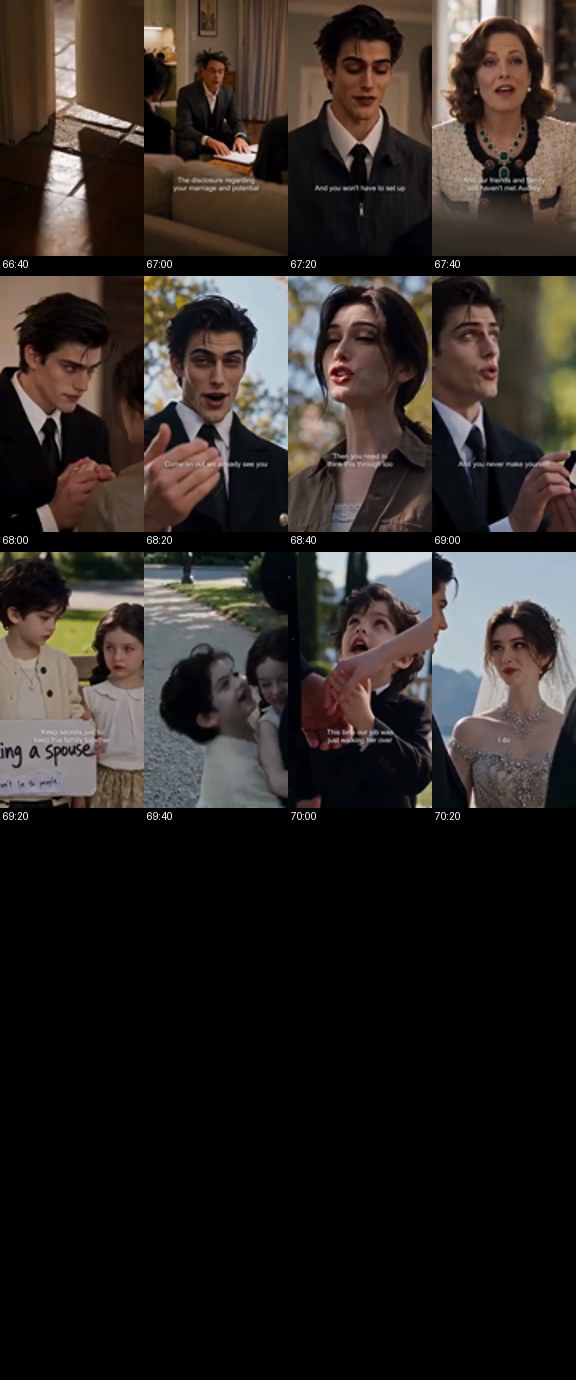 The disclosure regarding
your marriage and potential
And you won't have to set up
And our friends and family
still haven't met Audrey
66:40
67:00
67:20
67:40
Come on out
already see you
Then you need to
think this through too
And you never make yourself
68:00
68:20
68:40
69:00
Keep secrets just to
keep this family together
ing a spouse
to people.
This time our job was
just walking her over
I do
69:20
69:40
70:00
70:20